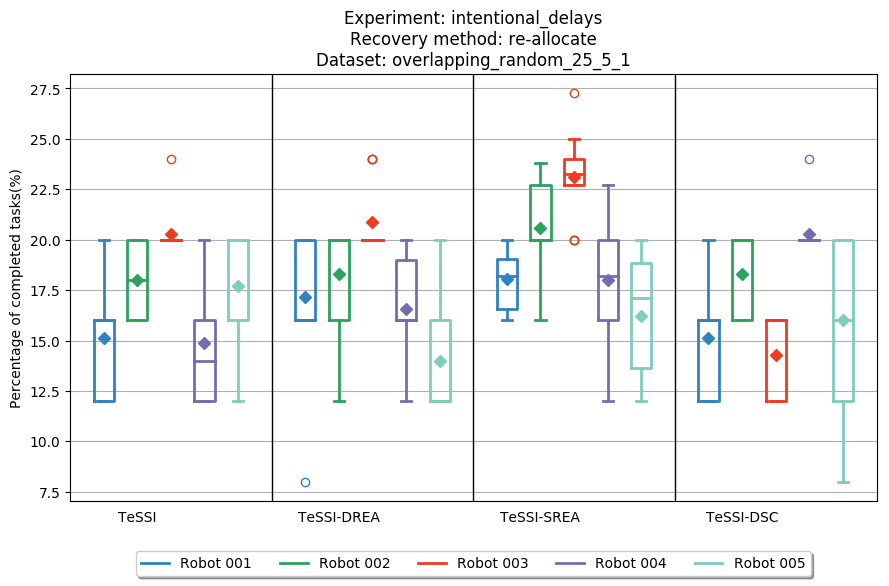 Experiment: intentional_delays
Recovery method: re-allocate
Dataset: overlapping_random_25_5_1
Percentage of completed tasks(%)
27.5
25.0
22.5
20.0
17.5
15.0
12.5
10.0
7.5
TeSSI TeSSI-DREA TeSSI-SREA TeSSI-DSC
Robot 001 Robot 002 Robot 003 Robot 004 Robot 005